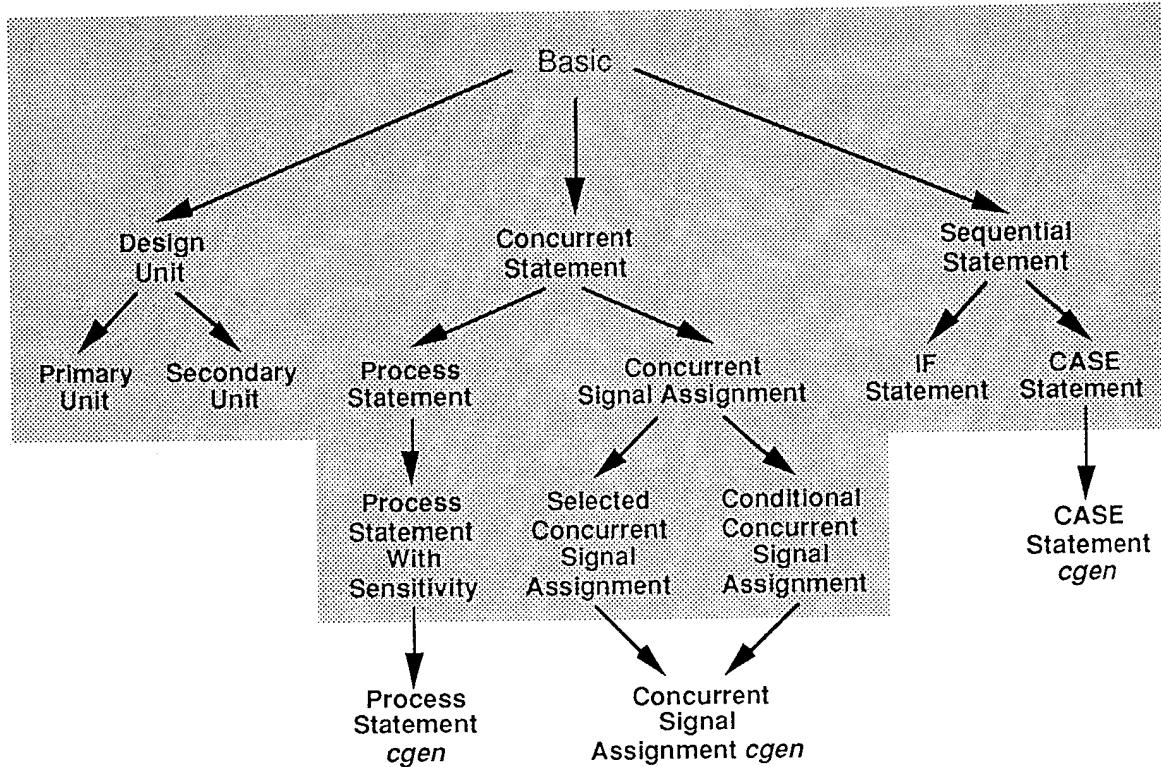 Basic
Design
Unit
Concurrent
Statement
Sequential
Statement
Primary
Unit
Secondary
Unit
Process
Statement
Concurrent
Signal Assignment
IF
Statement
CASE
Statement
Process
Statement
With
Sensitivity
Selected
Concurrent
Signal
Assignment
Conditional
Concurrent
Signal
Assignment
CASE
Statement
cgen
Process
Statement
cgen
Concurrent
Signal
Assignment cgen